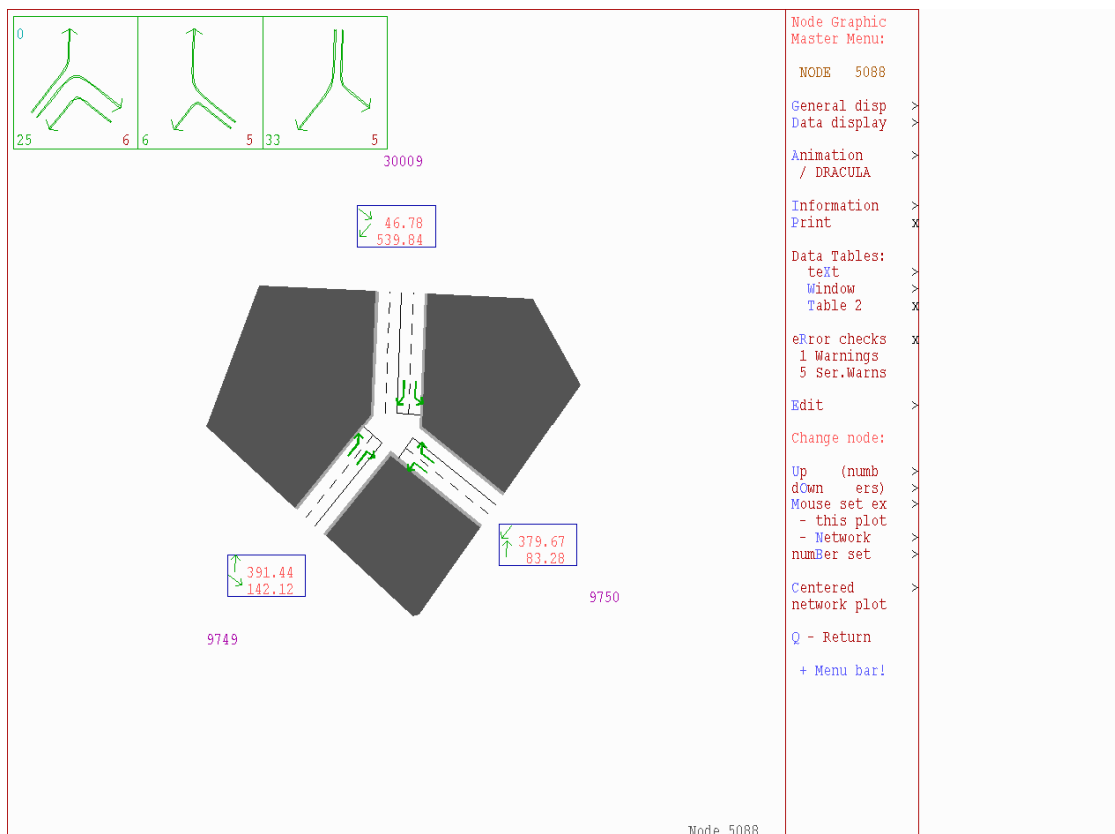 0
25 6 6 5 33 5
30009
46.78
539.84
391.44
142.12
9749
379.67
83.28
9750
Node 5088
Node Graphic
Master Menu:
NODE 5088
General disp >
Data display >
Animation >
/ DRACULA
Information >
Print x
Data Tables:
teXt >
Window >
Table 2 x
eRror checks x
1 Warnings
5 Ser.Warns
Edit >
Change node:
Up (numb >
dOwn ers) >
Mouse set ex >
- this plot
- Network >
numBer set >
Centered >
network plot
Q - Return
+ Menu bar!